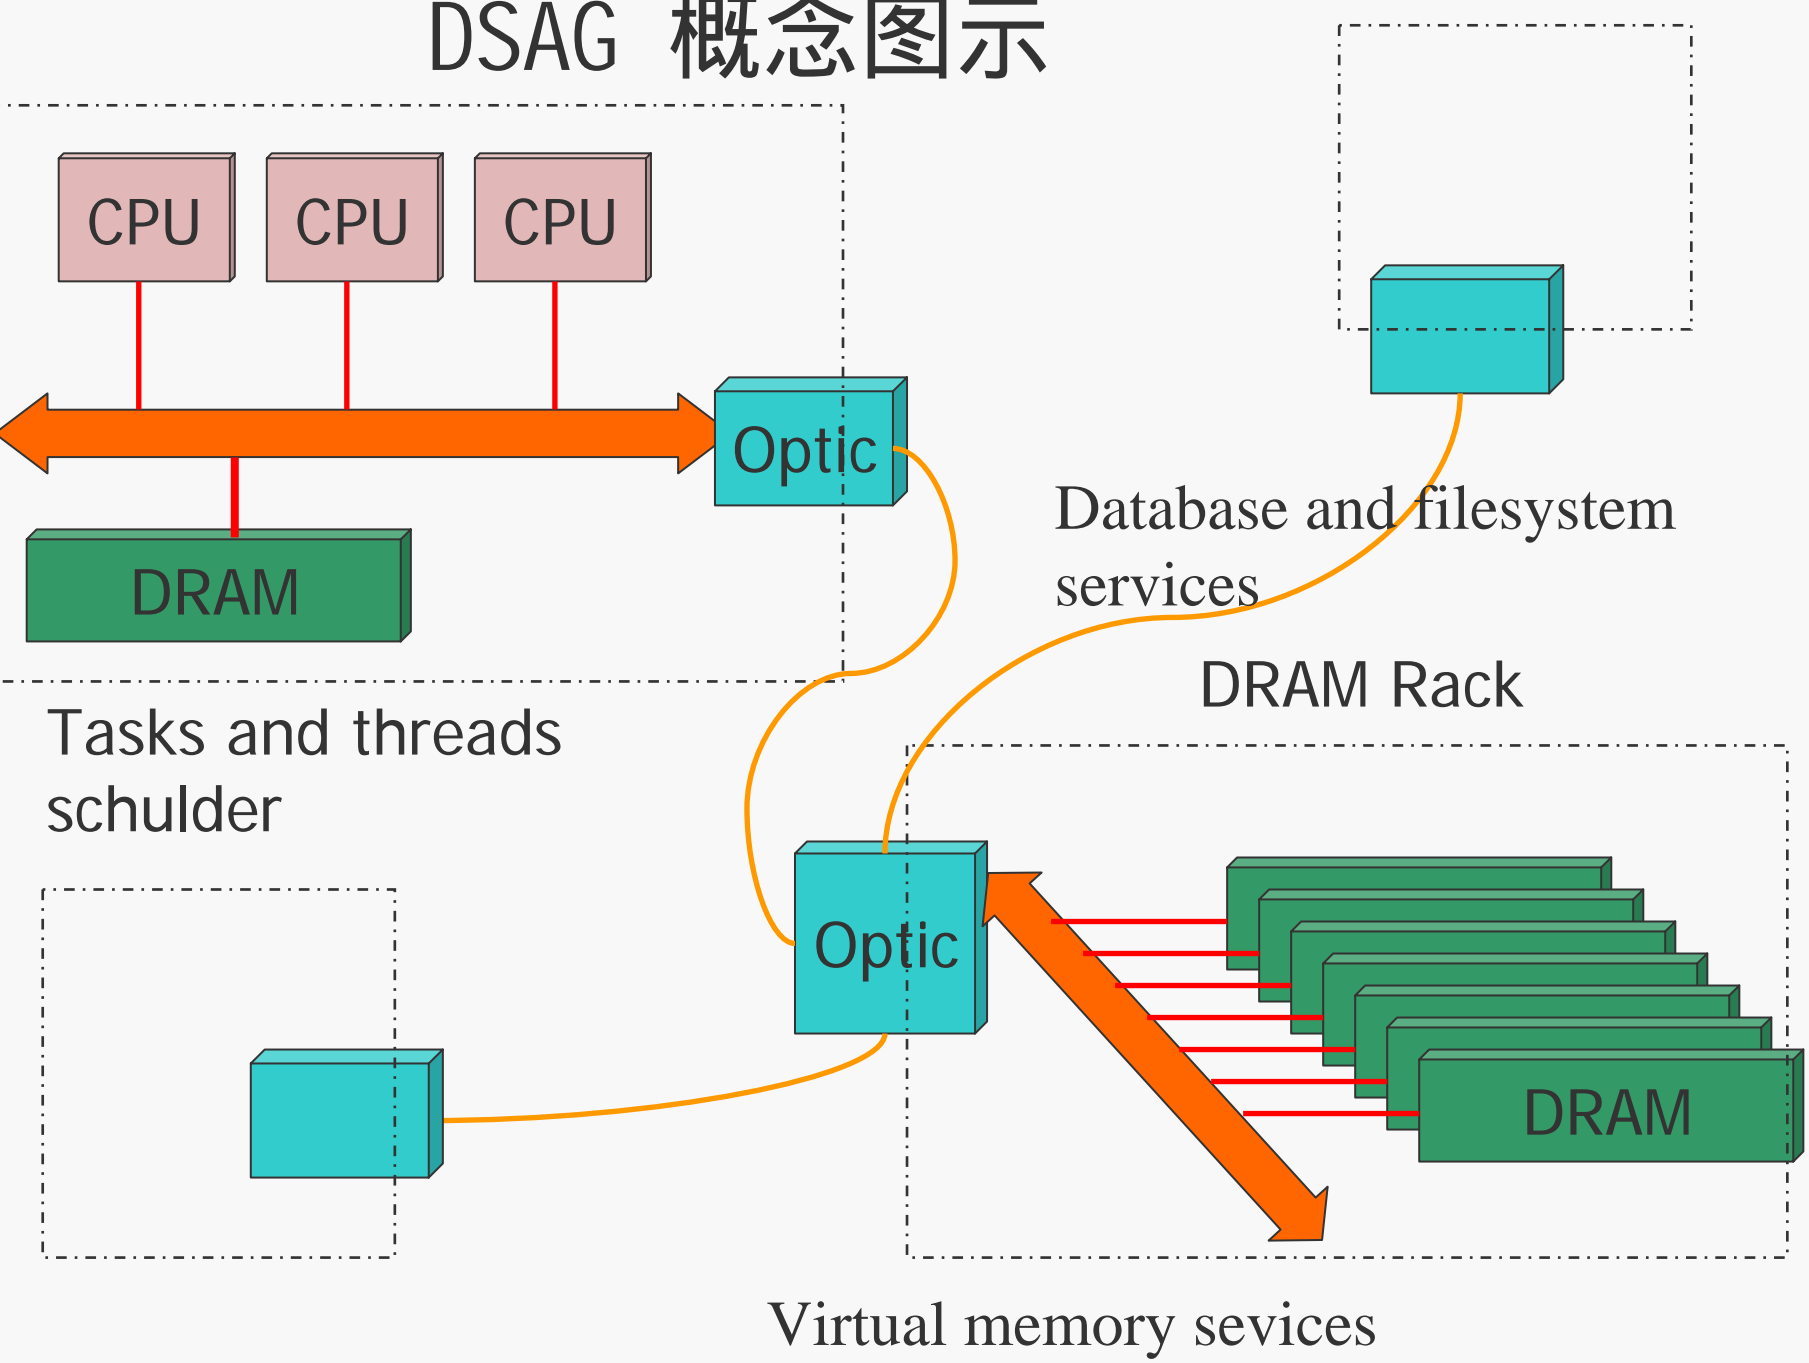 DSAG 概念图示
CPU CPU CPU
Optic
DRAM
Database and filesystem
services
DRAM Rack
Tasks and threads
schulder
Optic
DRAM
Virtual memory sevices